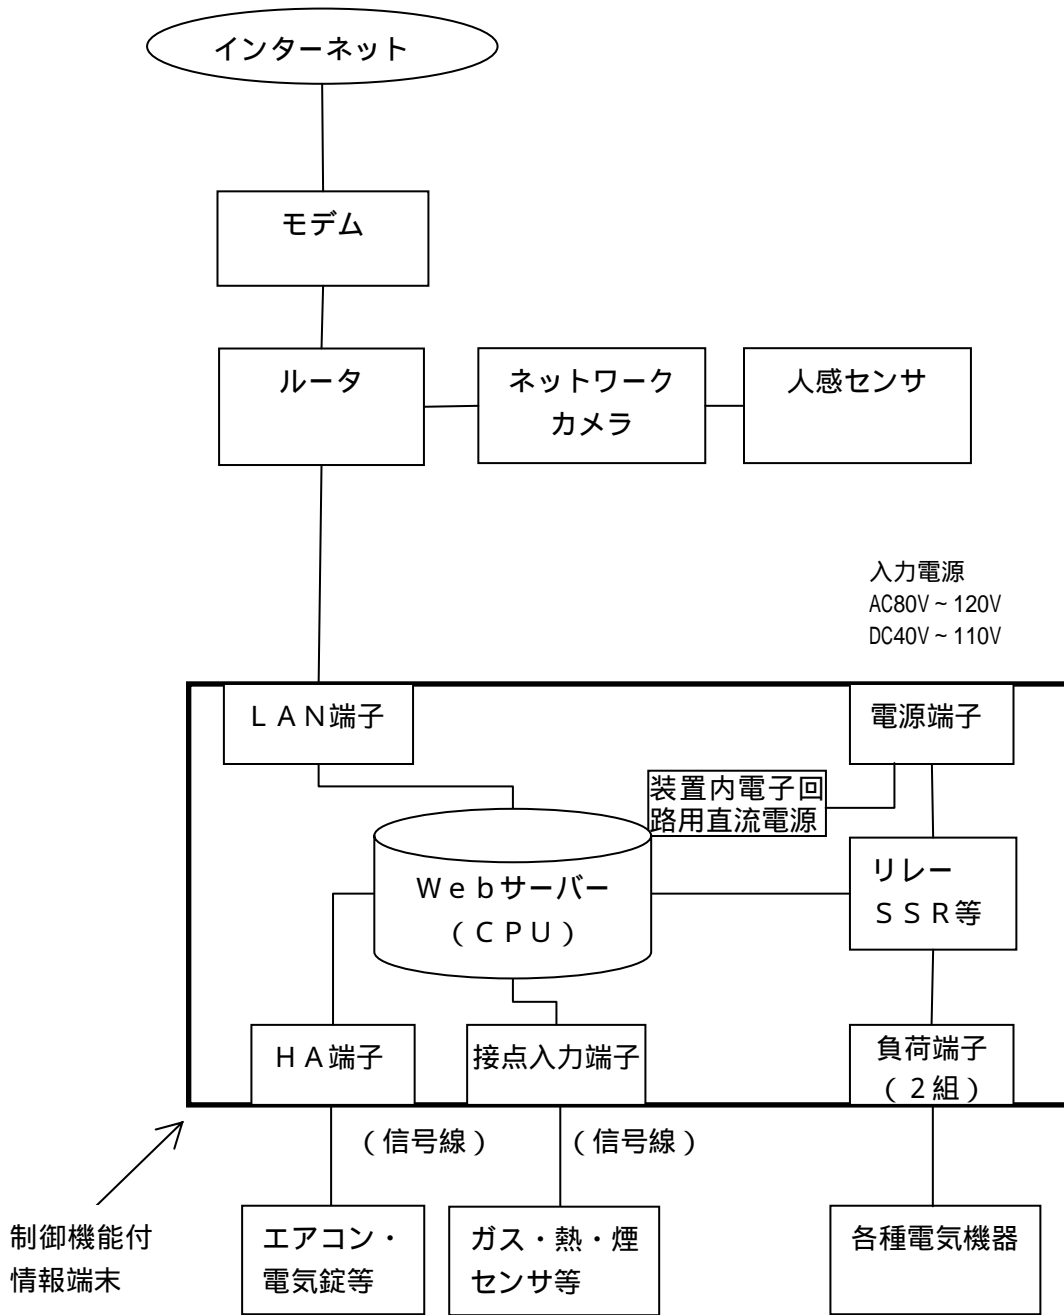 インターネット
モデム
ルータ
ネットワーク
カメラ
人感センサ
入力電源
AC80V~120V
DC40V~110V
LAN端子
電源端子
装置内電子回
路用直流電源
Webサーバー
(CPU)
リレー
SSR等
HA端子
接点入力端子
負荷端子
(2組)
(信号線)
(信号線)
制御機能付
情報端末
エアコン・
電気錠等
ガス・熱・煙
センサ等
各種電気機器